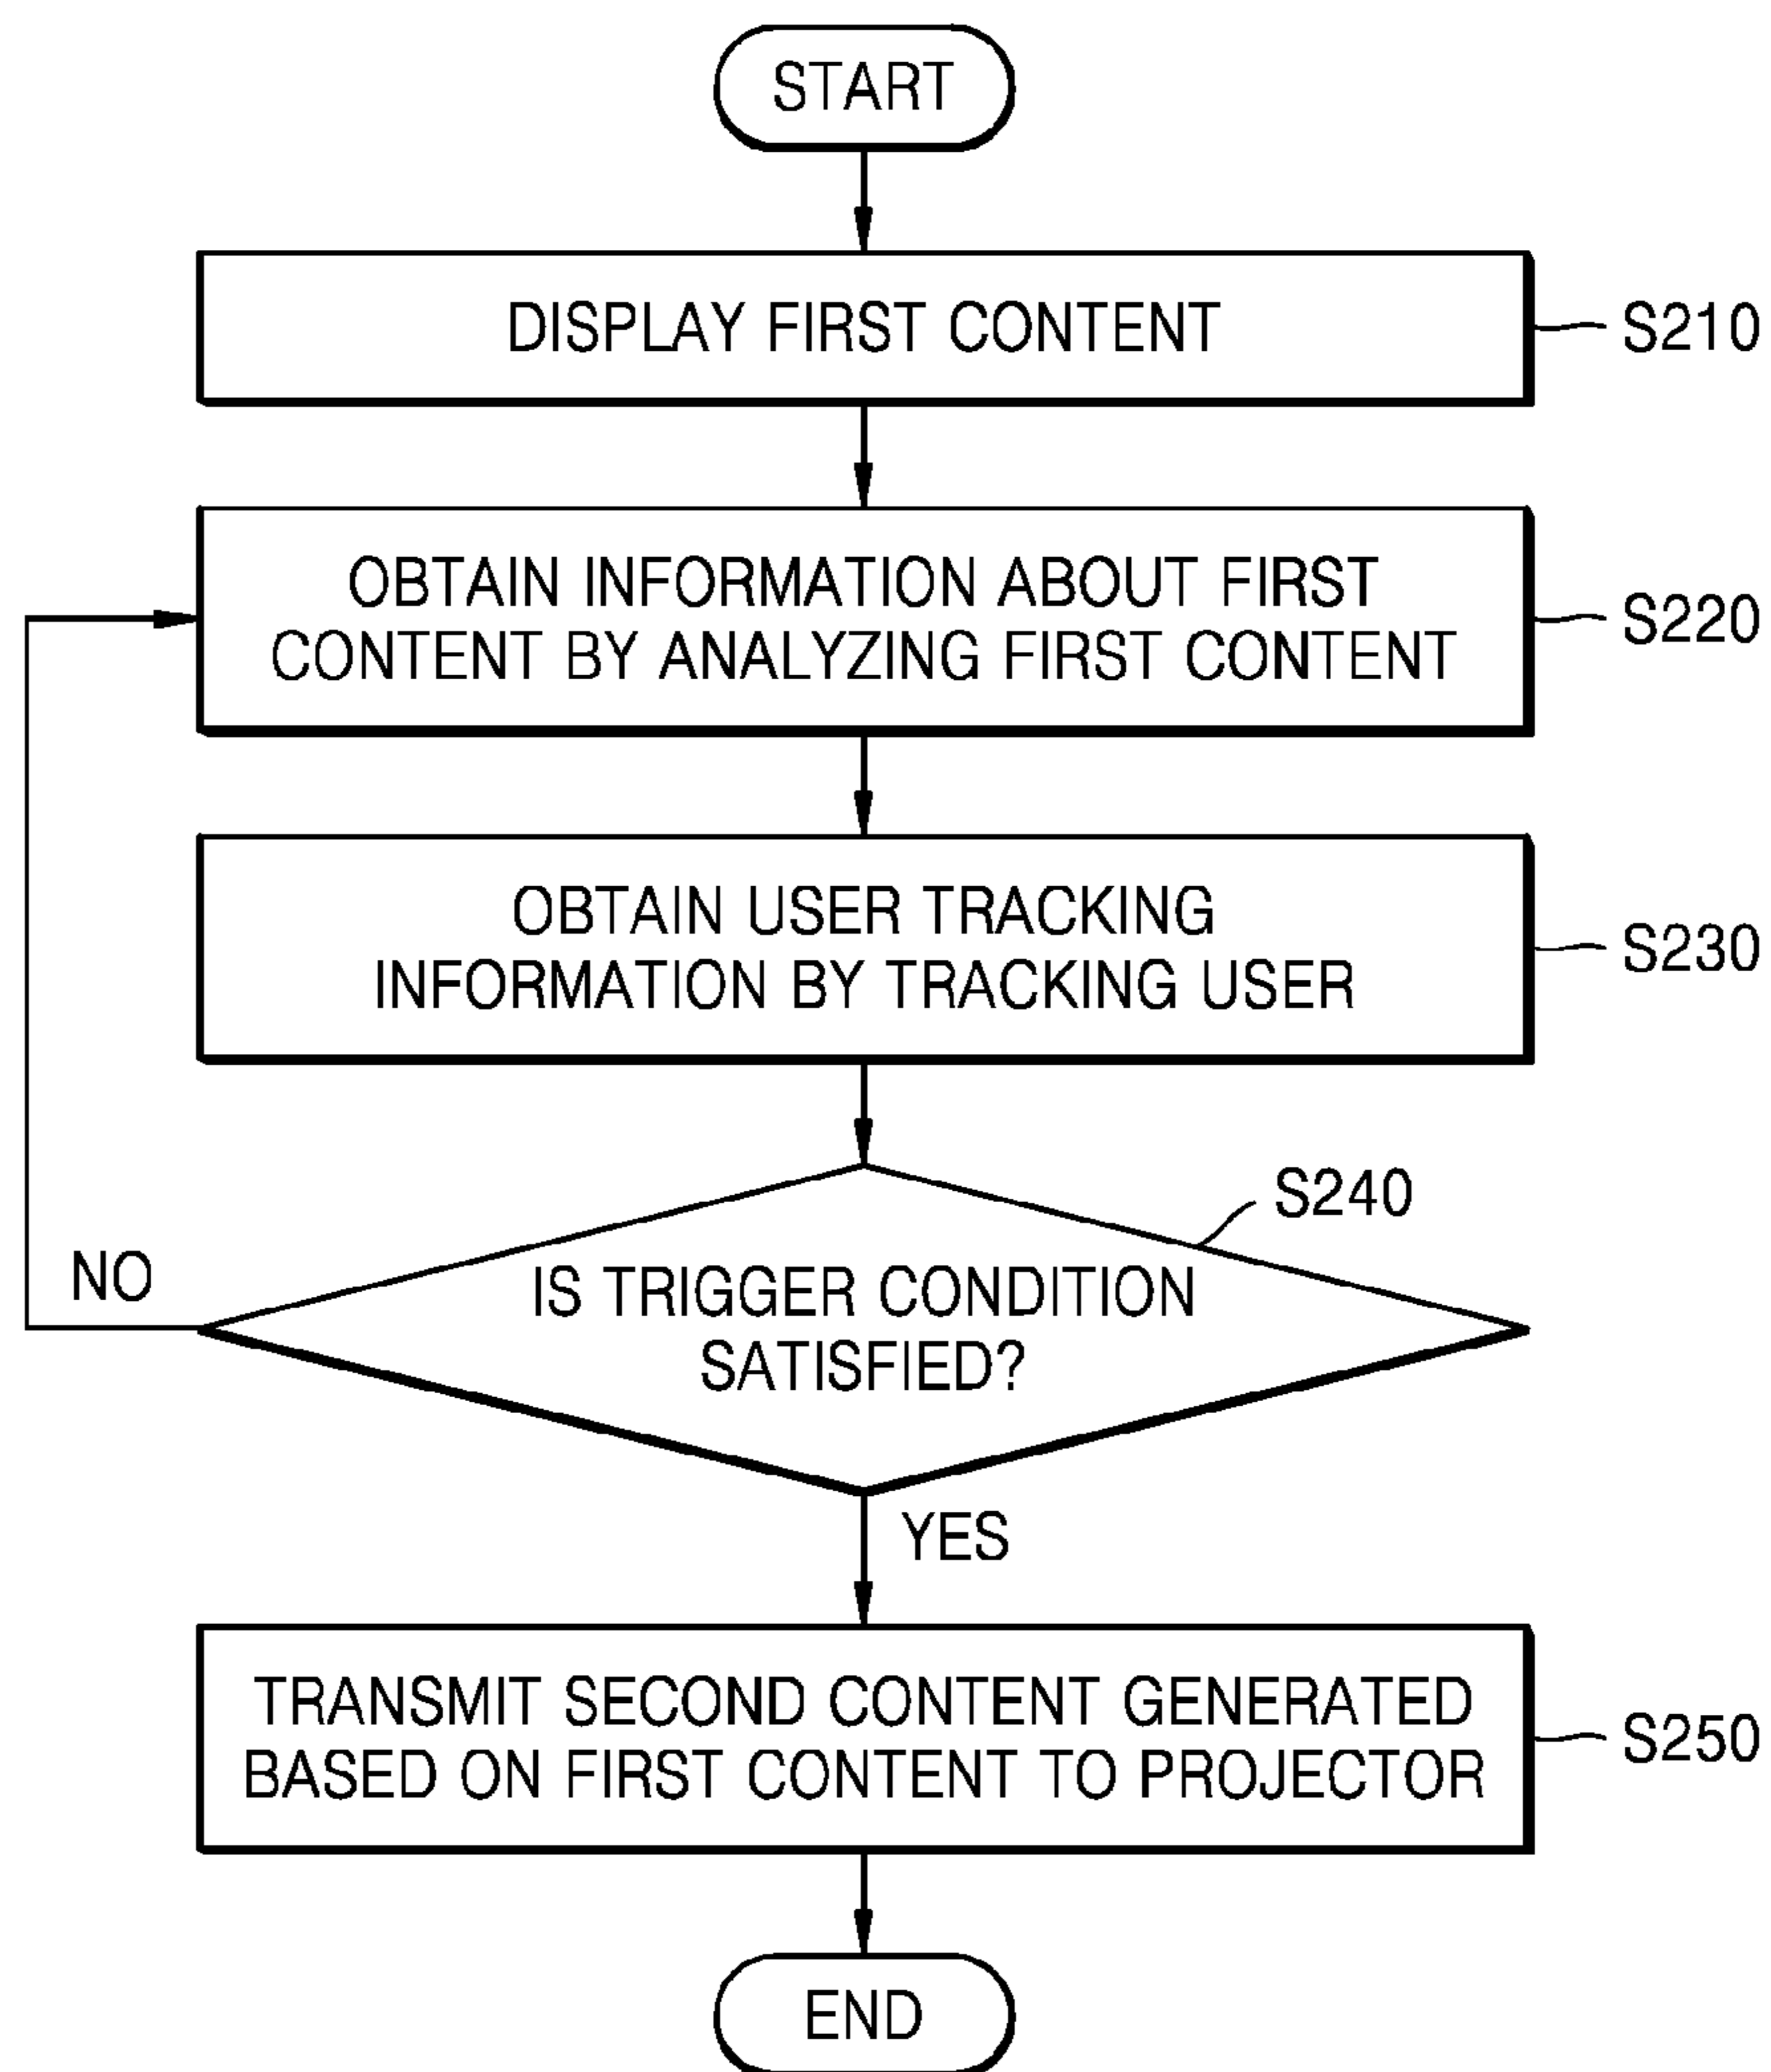 START
DISPLAY FIRST CONTENT
S210
OBTAIN INFORMATION ABOUT FIRST
CONTENT BY ANALYZING FIRST CONTENT
S220
OBTAIN USER TRACKING
INFORMATION BY TRACKING USER
S230
S240
IS TRIGGER CONDITION
SATISFIED?
NO
YES
TRANSMIT SECOND CONTENT GENERATED
BASED ON FIRST CONTENT TO PROJECTOR
S250
END